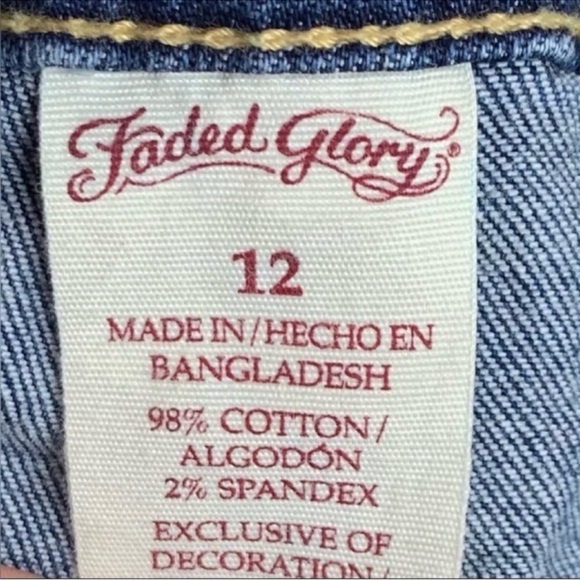 Faded Glory®
12
MADE IN/HECHO EN
BANGLADESH
98% COTTON/
ALGODÓN
2% SPANDEX
EXCLUSIVE OF
DECORATION/